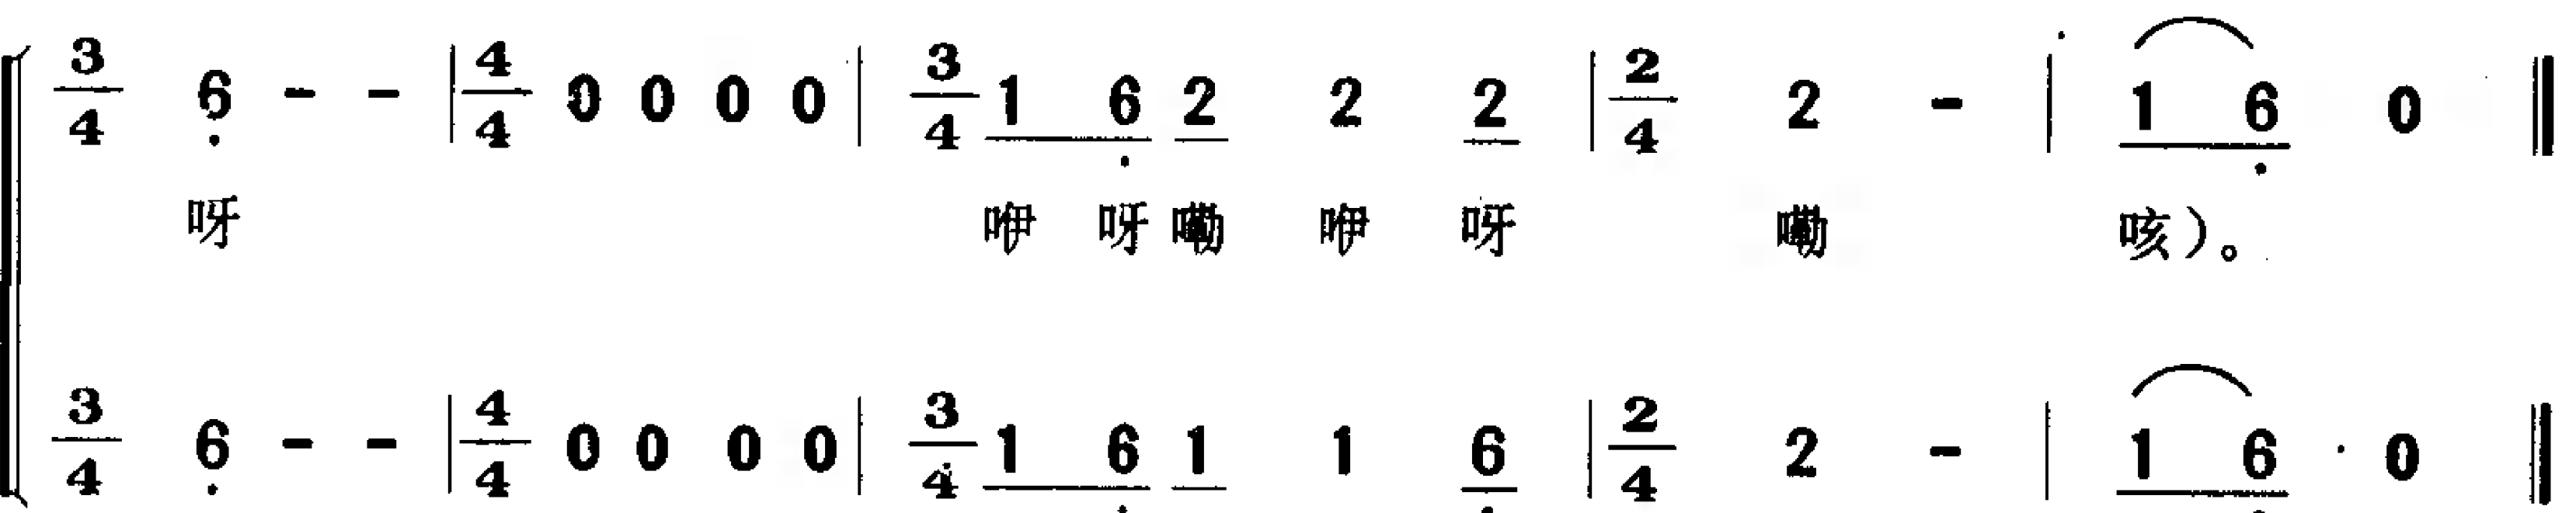 3/4 6̣ - - | 4/4 0 0 0 0 | 3/4 1 6̣ 2 2 2 | 2/4 2 - | 1 6̣ 0 ‖
呀 咿 呀 嘞 咿 呀 嘞 咳）。
3/4 6̣ - - | 4/4 0 0 0 0 | 3/4 1 6̣ 1 1 6̣ | 2/4 2 - | 1 6̣ 0 ‖